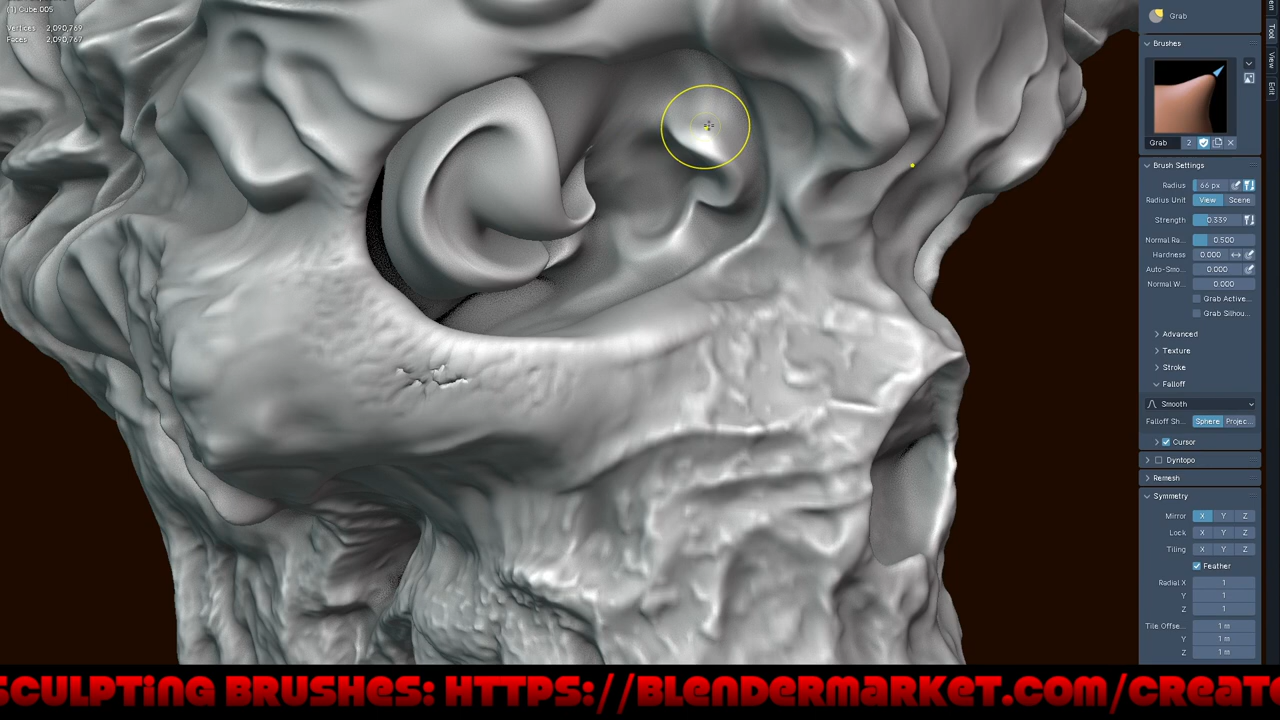 (1) Cube.005
Vertices 2,090,769
Faces 2,090,767
Grab
Tool
View
Edit
Brushes
Grab 2
Brush Settings
Radius 66 px
Radius Unit View Scene
Strength 0.339
Normal Ra... 0.500
Hardness 0.000
Auto-Smo... 0.000
Normal W... 0.000
Grab Active...
Grab Silhou...
Advanced
Texture
Stroke
Falloff
Smooth
Falloff Sh... Sphere Projec...
Cursor
Dyntopo
Remesh
Symmetry
Mirror X Y Z
Lock X Y Z
Tiling X Y Z
Feather
Radial X 1
Y 1
Z 1
Tile Offse... 1 m
Y 1 m
Z 1 m
SCULPTiNG BRUSHES: HTTPS://BLENDERMARKET.COM/CREATO